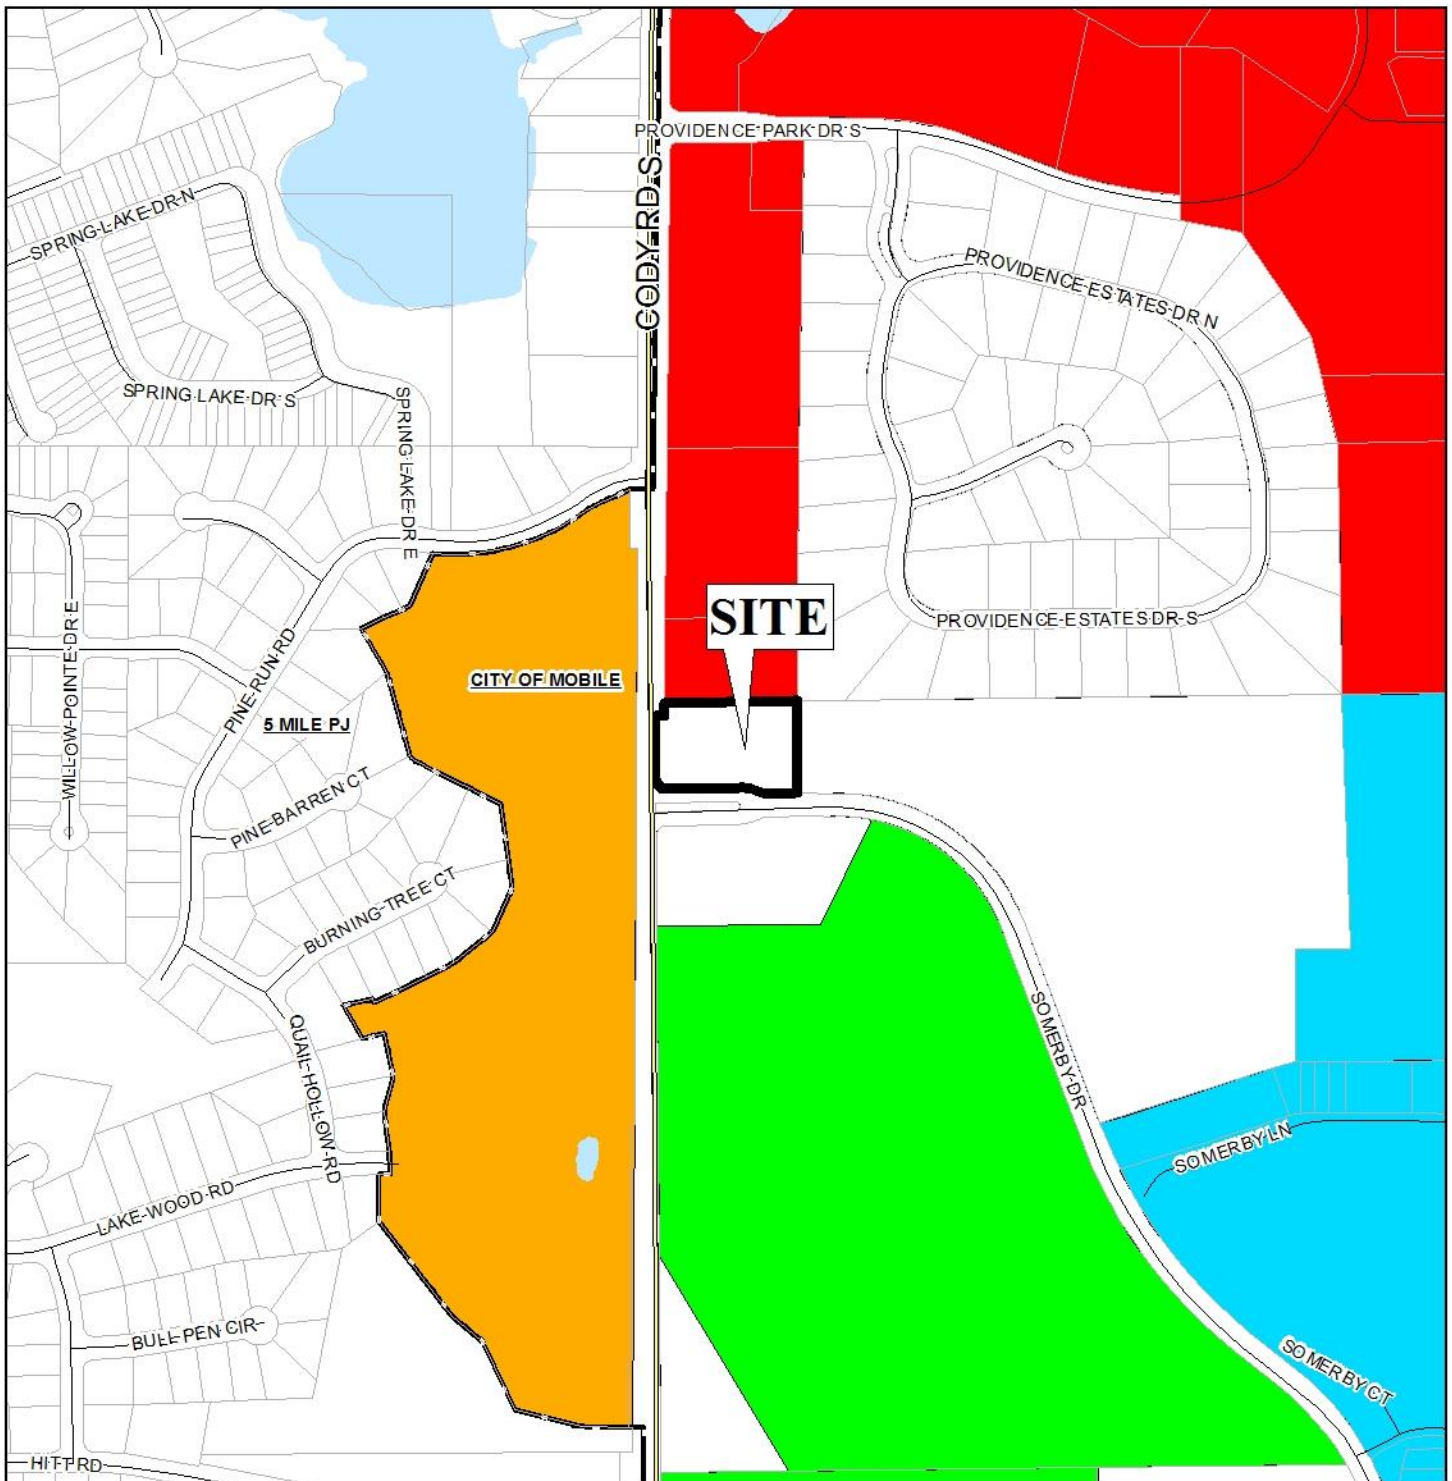 PROVIDENCE PARK DR S
CODY RD S
SPRING LAKE DR N
PROVIDENCE ESTATES DR N
SPRING LAKE DR S
SPRING LAKE DR E
SITE
WILLOW POINTE DR E
PROVIDENCE ESTATES DR S
PINE RUN RD
CITY OF MOBILE
5 MILE PJ
PINE BARREN CT
BURNING TREE CT
QUAIL HOLLOW RD
SOMERBY DR
SOMERBY LN
LAKE WOOD RD
BULL PEN CIR
SOMERBY CT
HITT RD